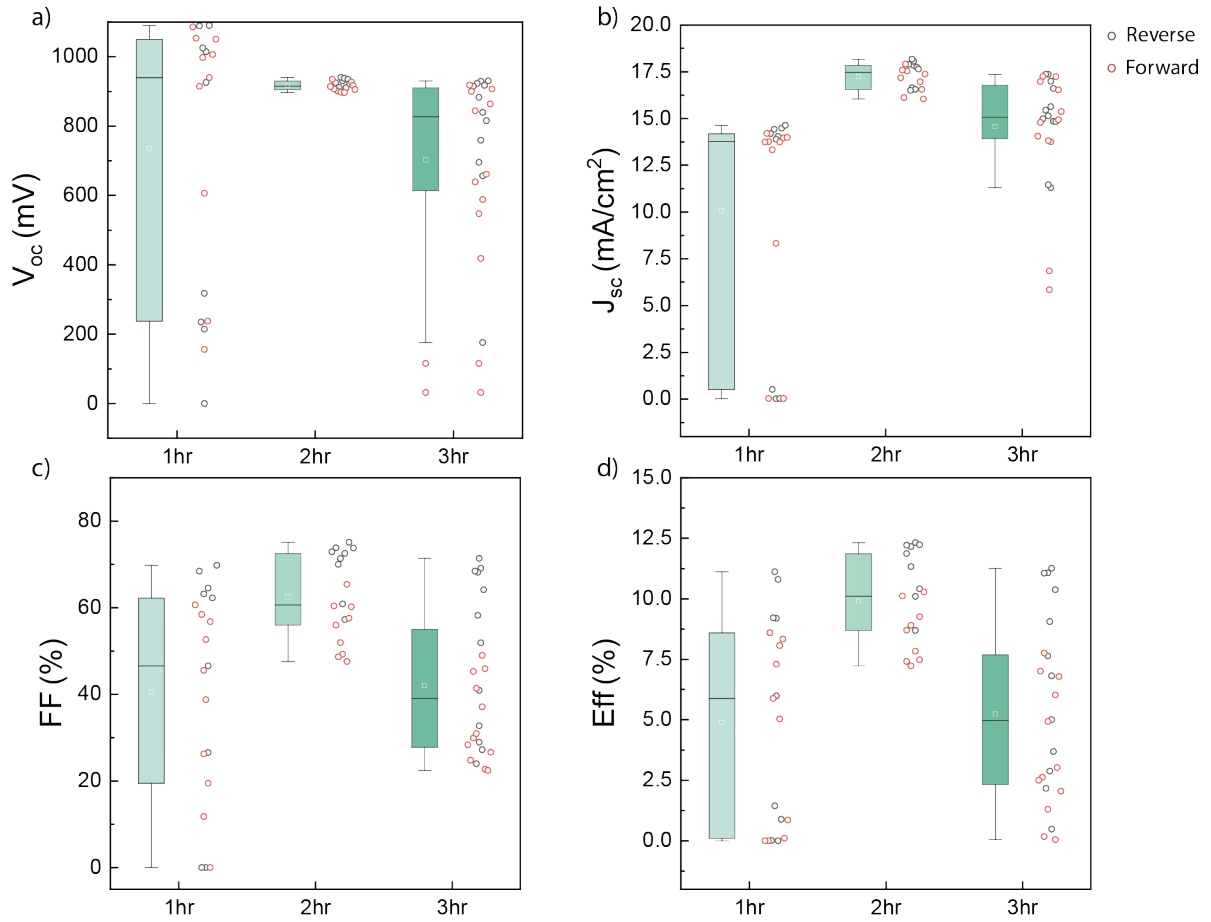 a)
V_oc (mV)
1000
800
600
400
200
0
1hr 2hr 3hr
b)
J_sc (mA/cm²)
20.0
17.5
15.0
12.5
10.0
7.5
5.0
2.5
0.0
1hr 2hr 3hr
Reverse
Forward
c)
FF (%)
80
60
40
20
0
1hr 2hr 3hr
d)
Eff (%)
15.0
12.5
10.0
7.5
5.0
2.5
0.0
1hr 2hr 3hr